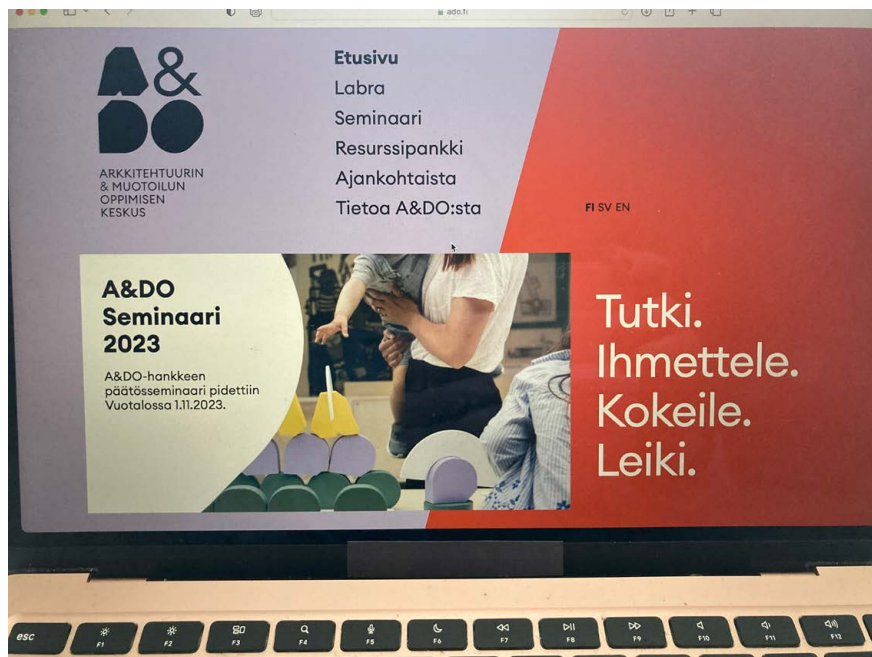 ado.fi
A&
DO
ARKKITEHTUURIN
& MUOTOILUN
OPPIMISEN
KESKUS
Etusivu
Labra
Seminaari
Resurssipankki
Ajankohtaista
Tietoa A&DO:sta
FI SV EN
A&DO
Seminaari
2023
A&DO-hankkeen
päätösseminaari pidettiin
Vuotalossa 1.11.2023.
Tutki.
Ihmettele.
Kokeile.
Leiki.
esc
F1
F2
F3
F4
F5
F6
F7
F8
F9
F10
F11
F12